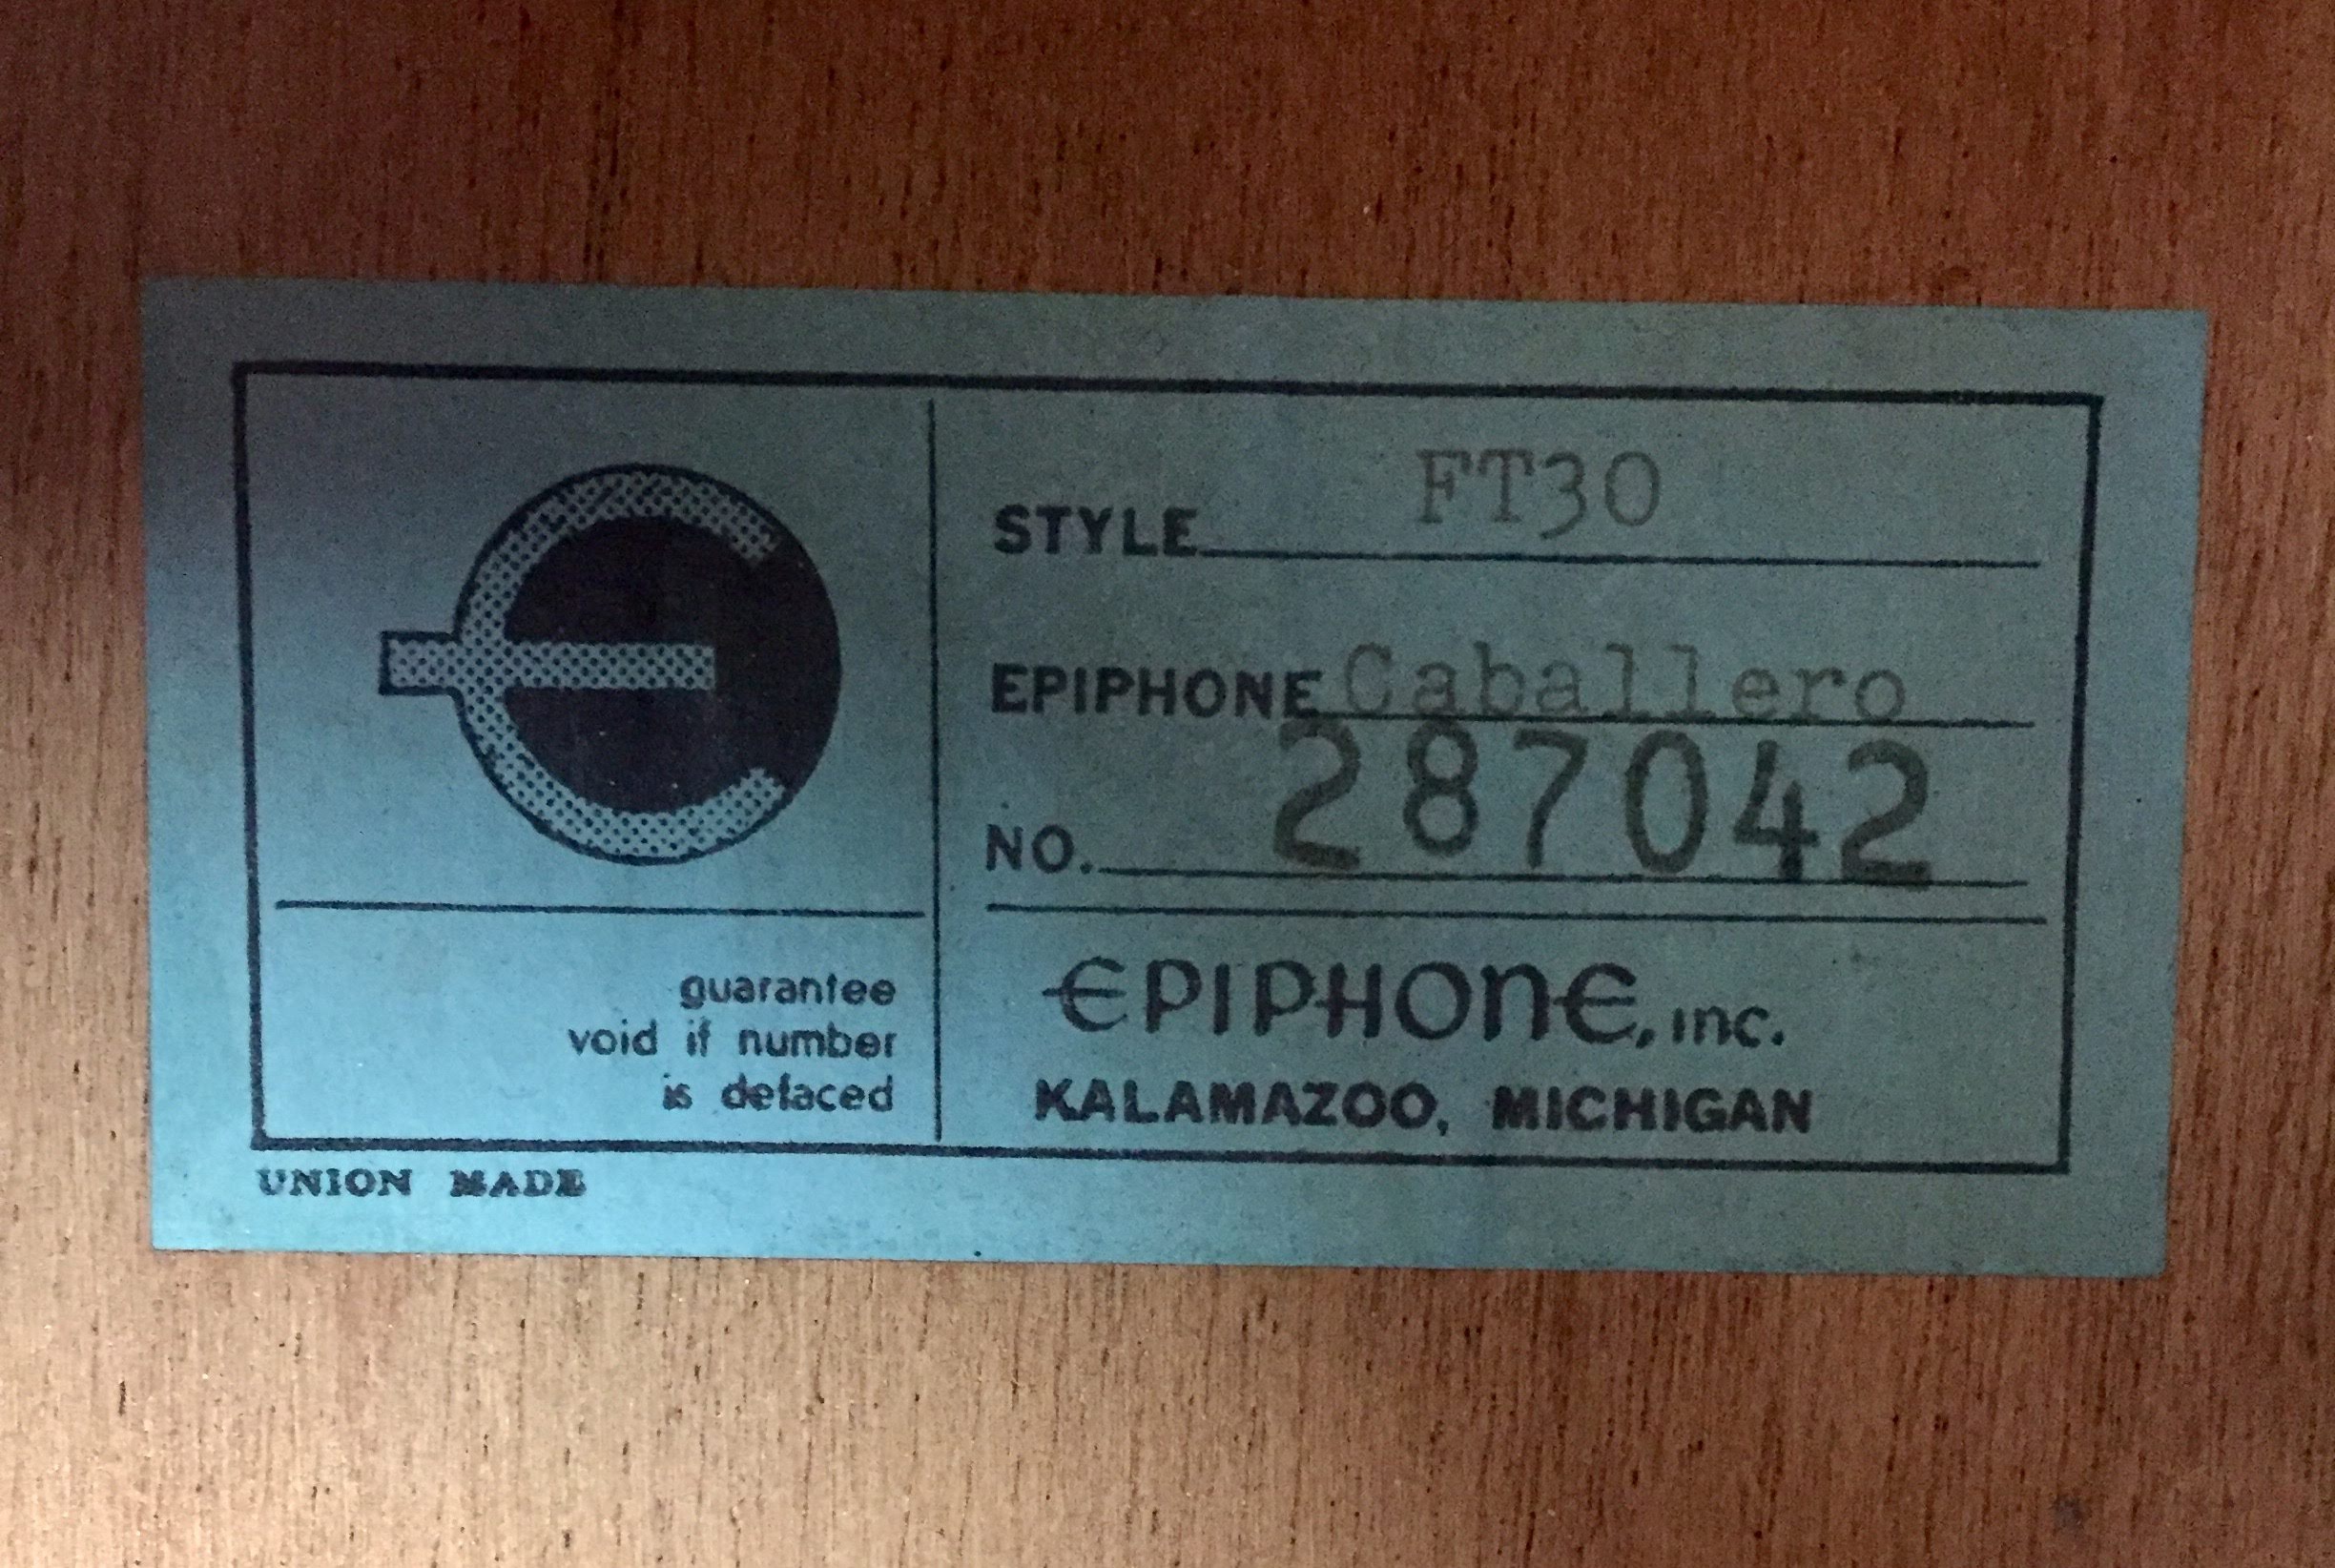 STYLE FT30
EPIPHONE Caballero
NO. 287042
guarantee
void if number
is defaced
EPIPHONE, inc.
KALAMAZOO, MICHIGAN
UNION MADE